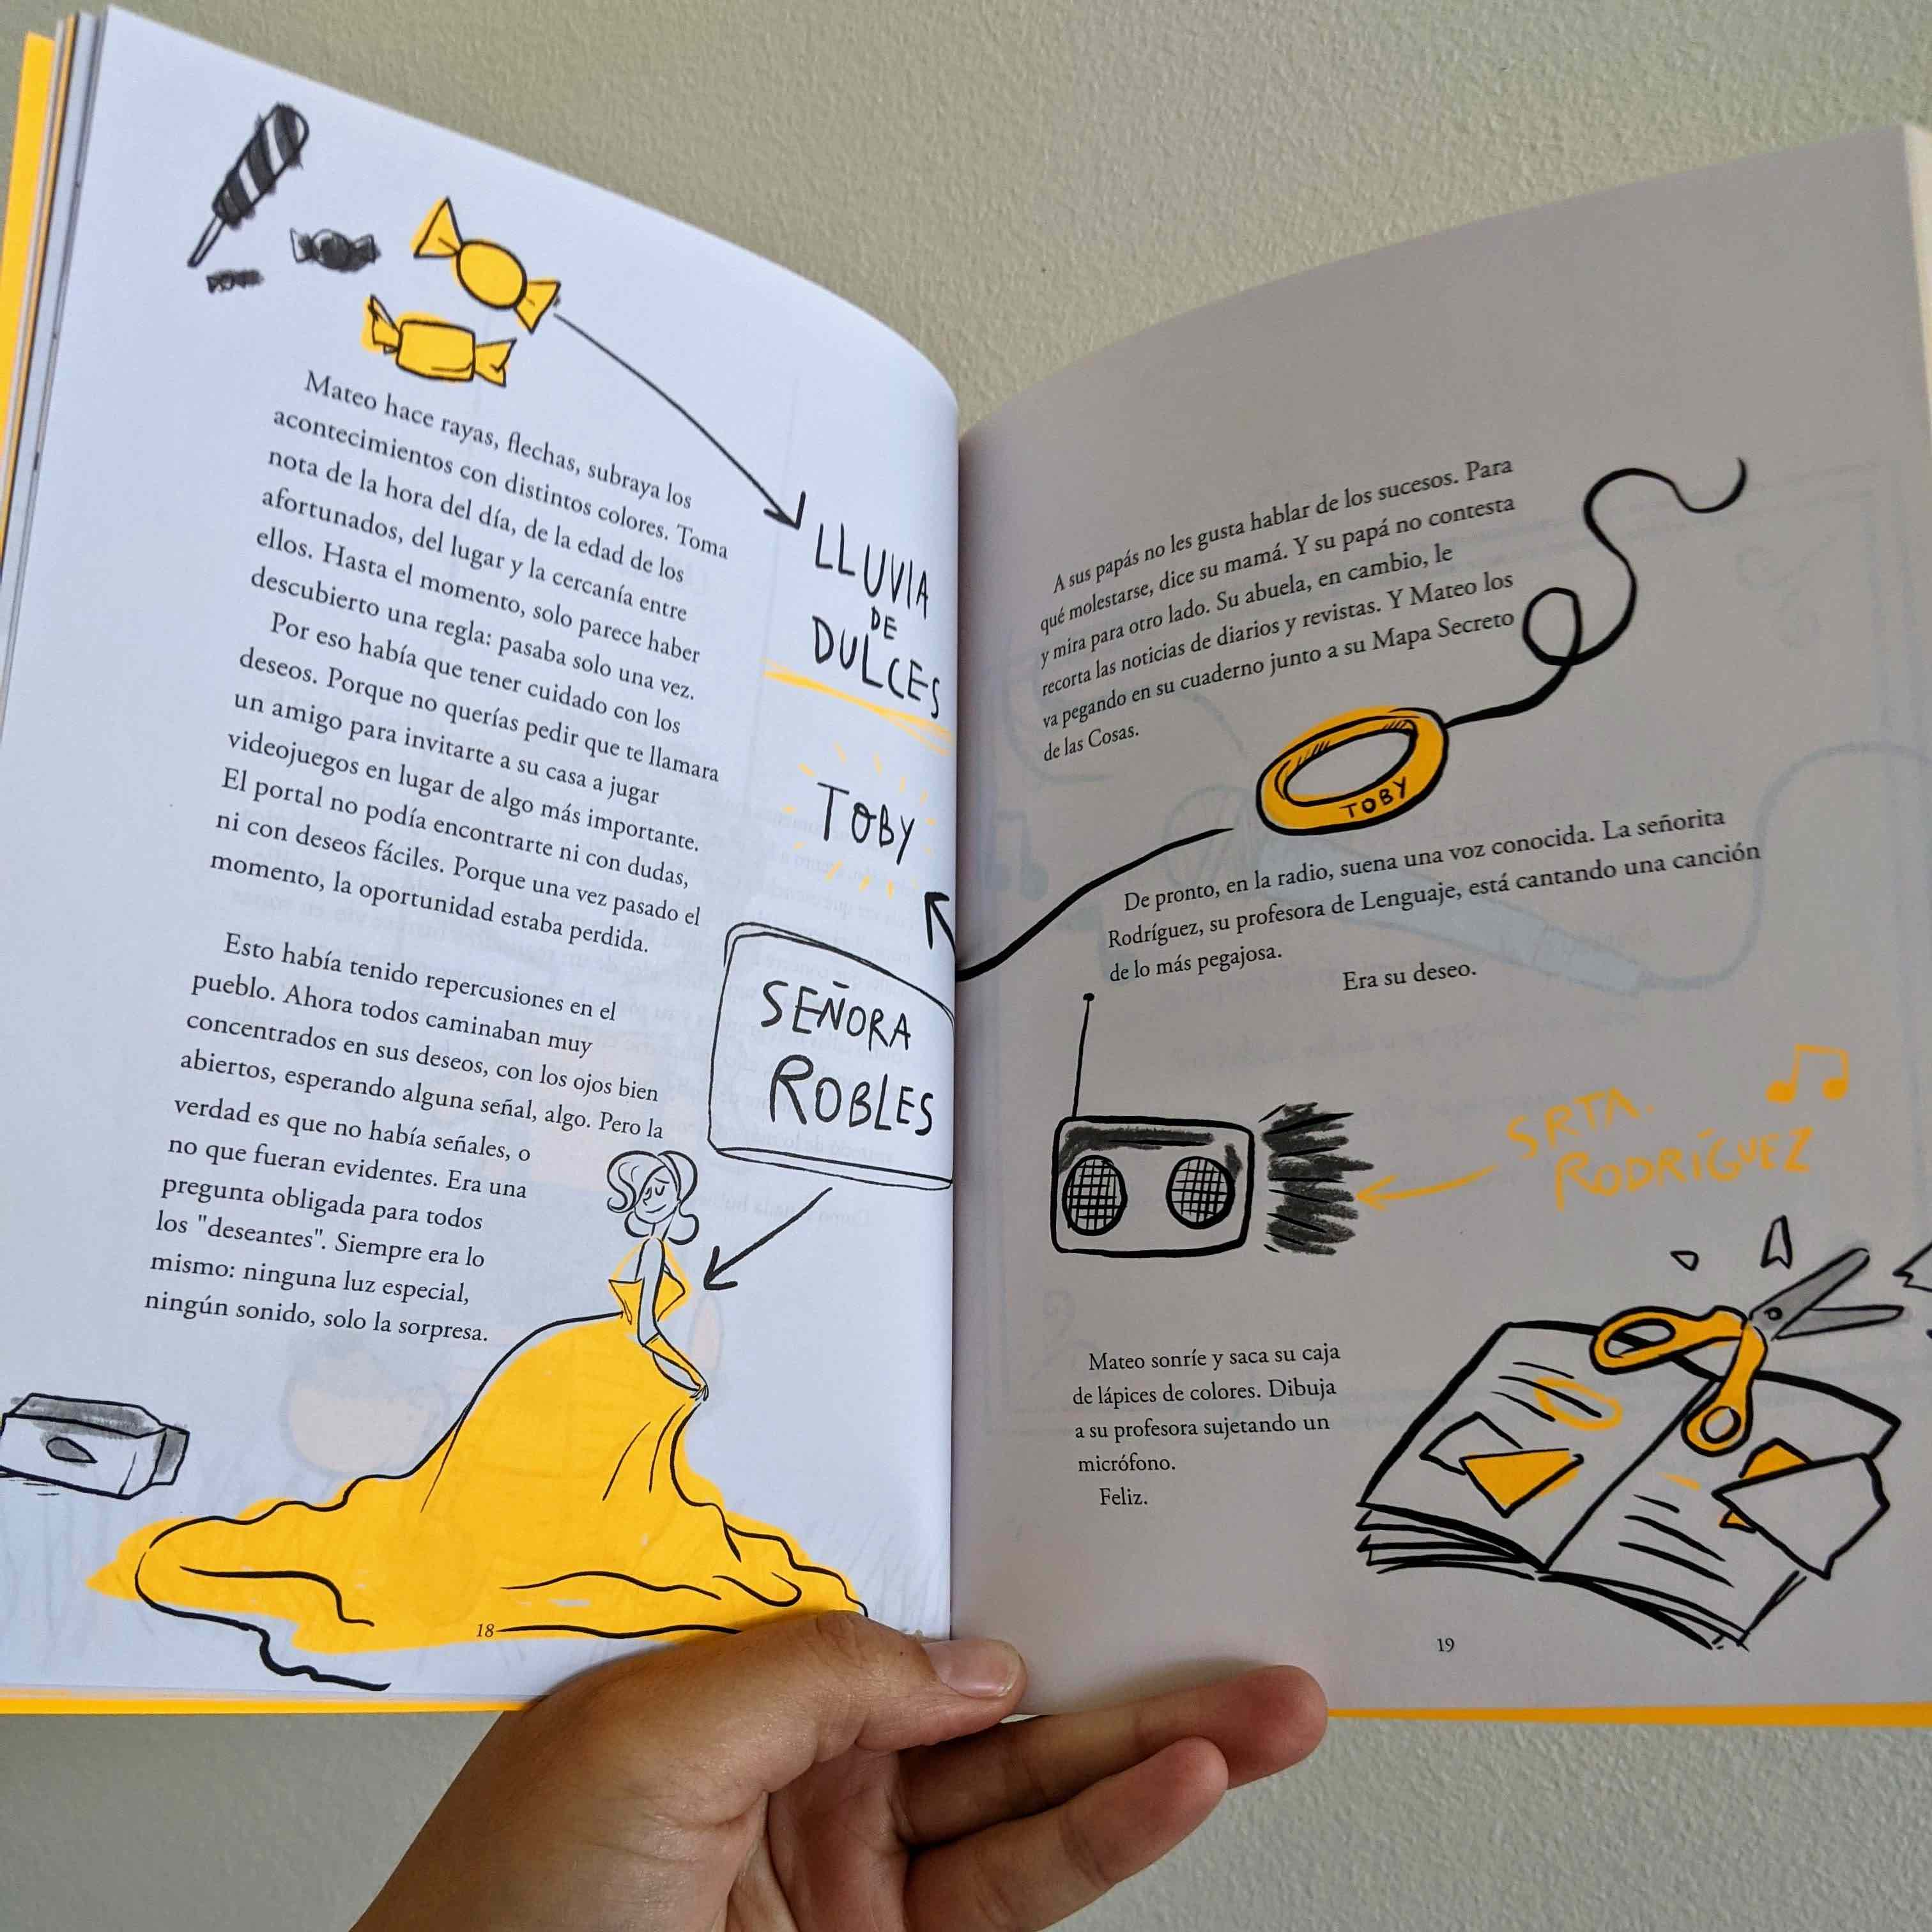 Mateo hace rayas, flechas, subraya los
acontecimientos con distintos colores. Toma
nota de la hora del día, de la edad de los
afortunados, del lugar y la cercanía entre
ellos. Hasta el momento, solo parece haber
descubierto una regla: pasaba solo una vez.
Por eso había que tener cuidado con los
deseos. Porque no querías pedir que te llamara
un amigo para invitarte a su casa a jugar
videojuegos en lugar de algo más importante.
El portal no podía encontrarte ni con dudas,
ni con deseos fáciles. Porque una vez pasado el
momento, la oportunidad estaba perdida.
Esto había tenido repercusiones en el
pueblo. Ahora todos caminaban muy
concentrados en sus deseos, con los ojos bien
abiertos, esperando alguna señal, algo. Pero la
verdad es que no había señales, o
no que fueran evidentes. Era una
pregunta obligada para todos
los "deseantes". Siempre era lo
mismo: ninguna luz especial,
ningún sonido, solo la sorpresa.
LLUVIA
DE
DULCES
TOBY
SEÑORA
ROBLES
18
A sus papás no les gusta hablar de los sucesos. Para
qué molestarse, dice su mamá. Y su papá no contesta
y mira para otro lado. Su abuela, en cambio, le
recorta las noticias de diarios y revistas. Y Mateo los
va pegando en su cuaderno junto a su Mapa Secreto
de las Cosas.
TOBY
De pronto, en la radio, suena una voz conocida. La señorita
Rodríguez, su profesora de Lenguaje, está cantando una canción
de lo más pegajosa.
Era su deseo.
SRTA.
RODRÍGUEZ
Mateo sonríe y saca su caja
de lápices de colores. Dibuja
a su profesora sujetando un
micrófono.
Feliz.
19